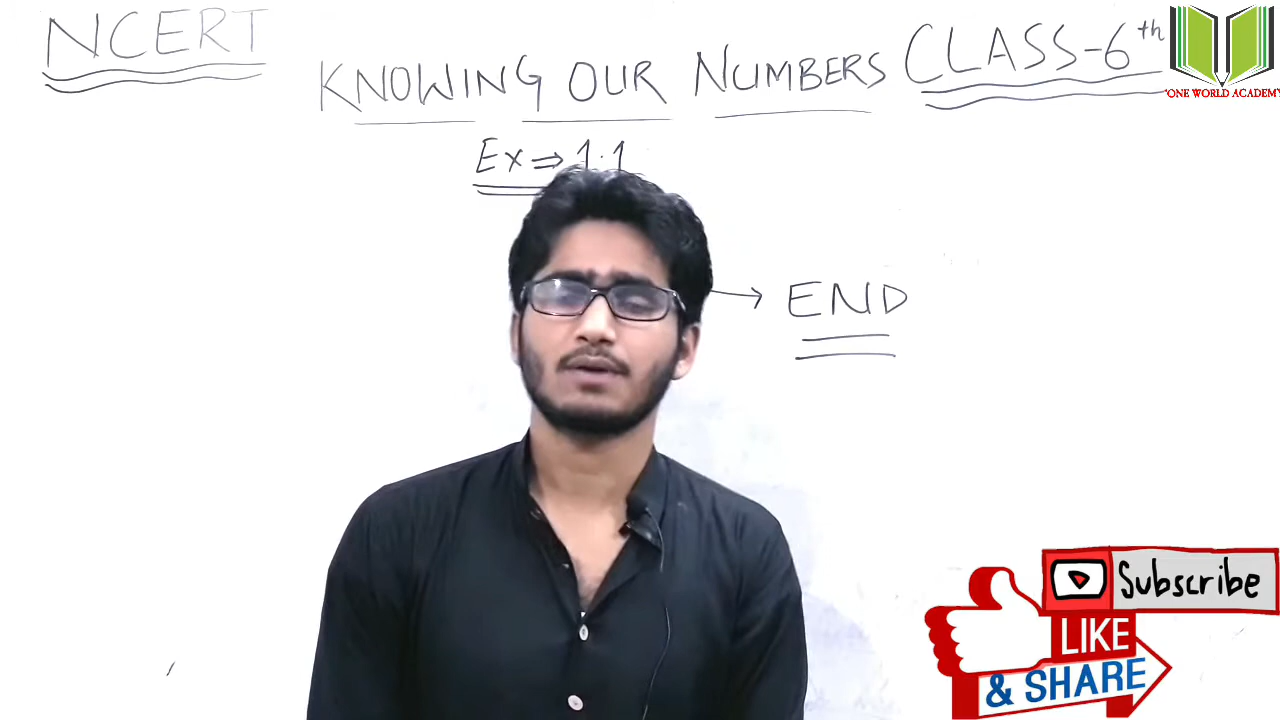 NCERT
KNOWING OUR NUMBERS
CLASS-6th
Ex ⇒ 1.1
→ END
'ONE WORLD ACADEMY
Subscribe
LIKE
& SHARE